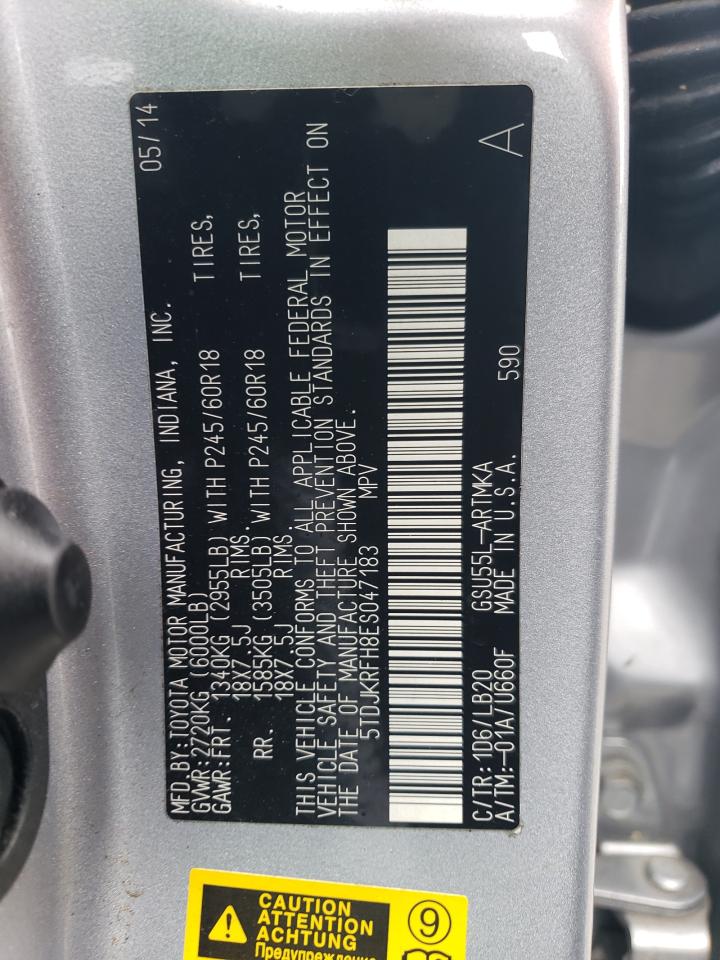 MFD.BY:TOYOTA MOTOR MANUFACTURING, INDIANA, INC. 05/14
GVWR:2720KG (6000LB)
GAWR:FRT. 1340KG (2955LB) WITH P245/60R18 TIRES,
18X7.5J RIMS.
RR. 1585KG (3505LB) WITH P245/60R18 TIRES,
18X7.5J RIMS.
THIS VEHICLE CONFORMS TO ALL APPLICABLE FEDERAL MOTOR
VEHICLE SAFETY AND THEFT PREVENTION STANDARDS IN EFFECT ON
THE DATE OF MANUFACTURE SHOWN ABOVE.
5TDJKRFH8ES047183 MPV
C/TR:1D6/LB20 GSU55L-ARTMKA 590 A
A/TM:-01A/U660F MADE IN U.S.A.
CAUTION
ATTENTION
ACHTUNG
Предупреждение
9